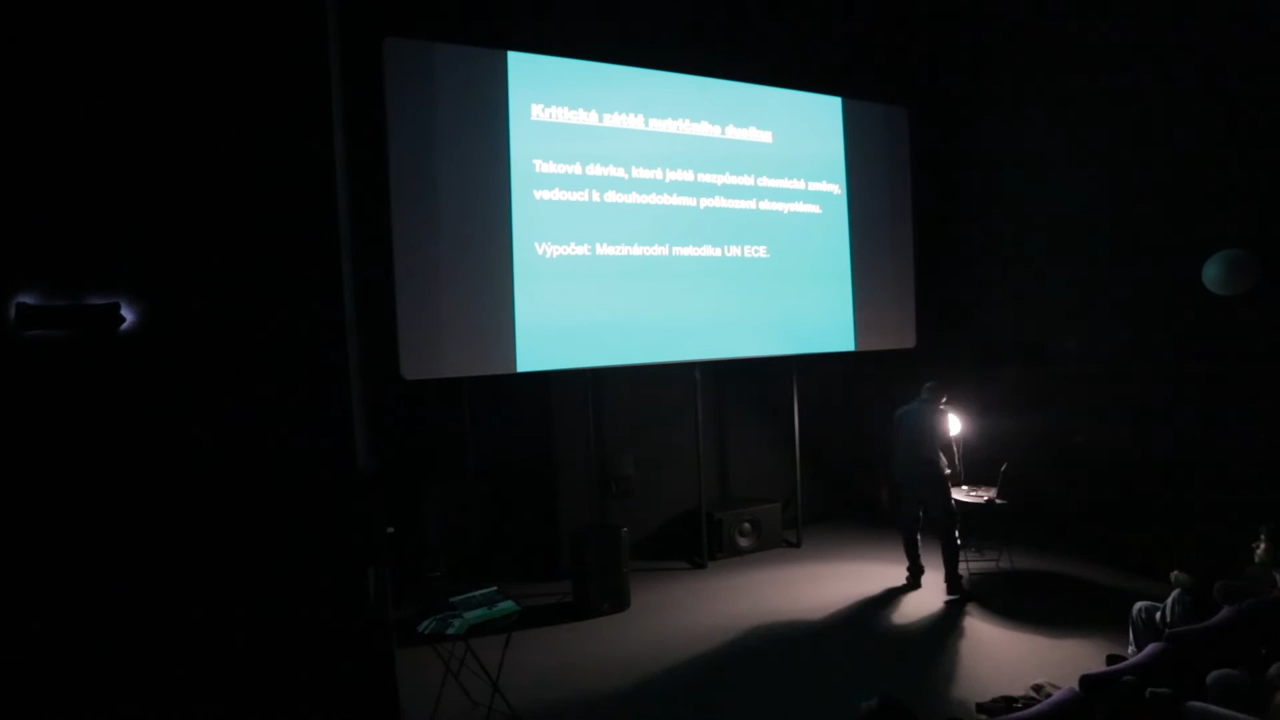 Kritická zátěž nutričního dusíku
Taková dávka, která ještě nezpůsobí chemické změny,
vedoucí k dlouhodobému poškození ekosystému.
Výpočet: Mezinárodní metodika UN ECE.